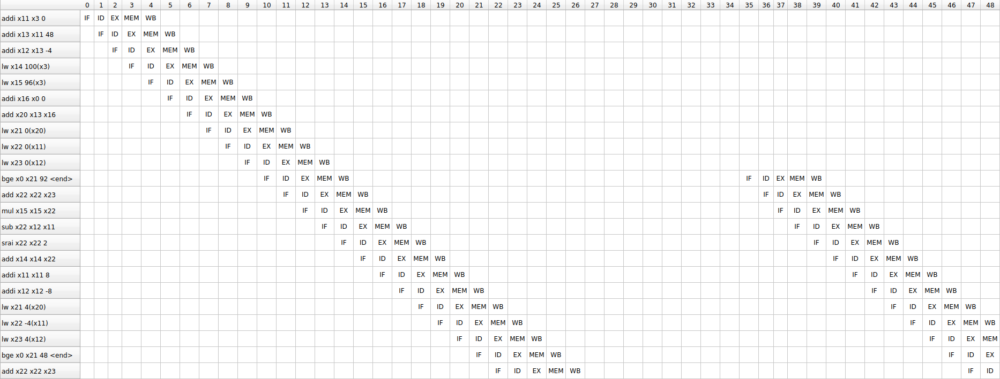 0 1 2 3 4 5 6 7 8 9 10 11 12 13 14 15 16 17 18 19 20 21 22 23 24 25 26 27 28 29 30 31 32 33 34 35 36 37 38 39 40 41 42 43 44 45 46 47 48
addi x11 x3 0 IF ID EX MEM WB
addi x13 x11 48 IF ID EX MEM WB
addi x12 x13 -4 IF ID EX MEM WB
lw x14 100(x3) IF ID EX MEM WB
lw x15 96(x3) IF ID EX MEM WB
addi x16 x0 0 IF ID EX MEM WB
add x20 x13 x16 IF ID EX MEM WB
lw x21 0(x20) IF ID EX MEM WB
lw x22 0(x11) IF ID EX MEM WB
lw x23 0(x12) IF ID EX MEM WB
bge x0 x21 92 <end> IF ID EX MEM WB IF ID EX MEM WB
add x22 x22 x23 IF ID EX MEM WB IF ID EX MEM WB
mul x15 x15 x22 IF ID EX MEM WB IF ID EX MEM WB
sub x22 x12 x11 IF ID EX MEM WB IF ID EX MEM WB
srai x22 x22 2 IF ID EX MEM WB IF ID EX MEM WB
add x14 x14 x22 IF ID EX MEM WB IF ID EX MEM WB
addi x11 x11 8 IF ID EX MEM WB IF ID EX MEM WB
addi x12 x12 -8 IF ID EX MEM WB IF ID EX MEM WB
lw x21 4(x20) IF ID EX MEM WB IF ID EX MEM WB
lw x22 -4(x11) IF ID EX MEM WB IF ID EX MEM WB
lw x23 4(x12) IF ID EX MEM WB IF ID EX MEM
bge x0 x21 48 <end> IF ID EX MEM WB IF ID EX
add x22 x22 x23 IF ID EX MEM WB IF ID